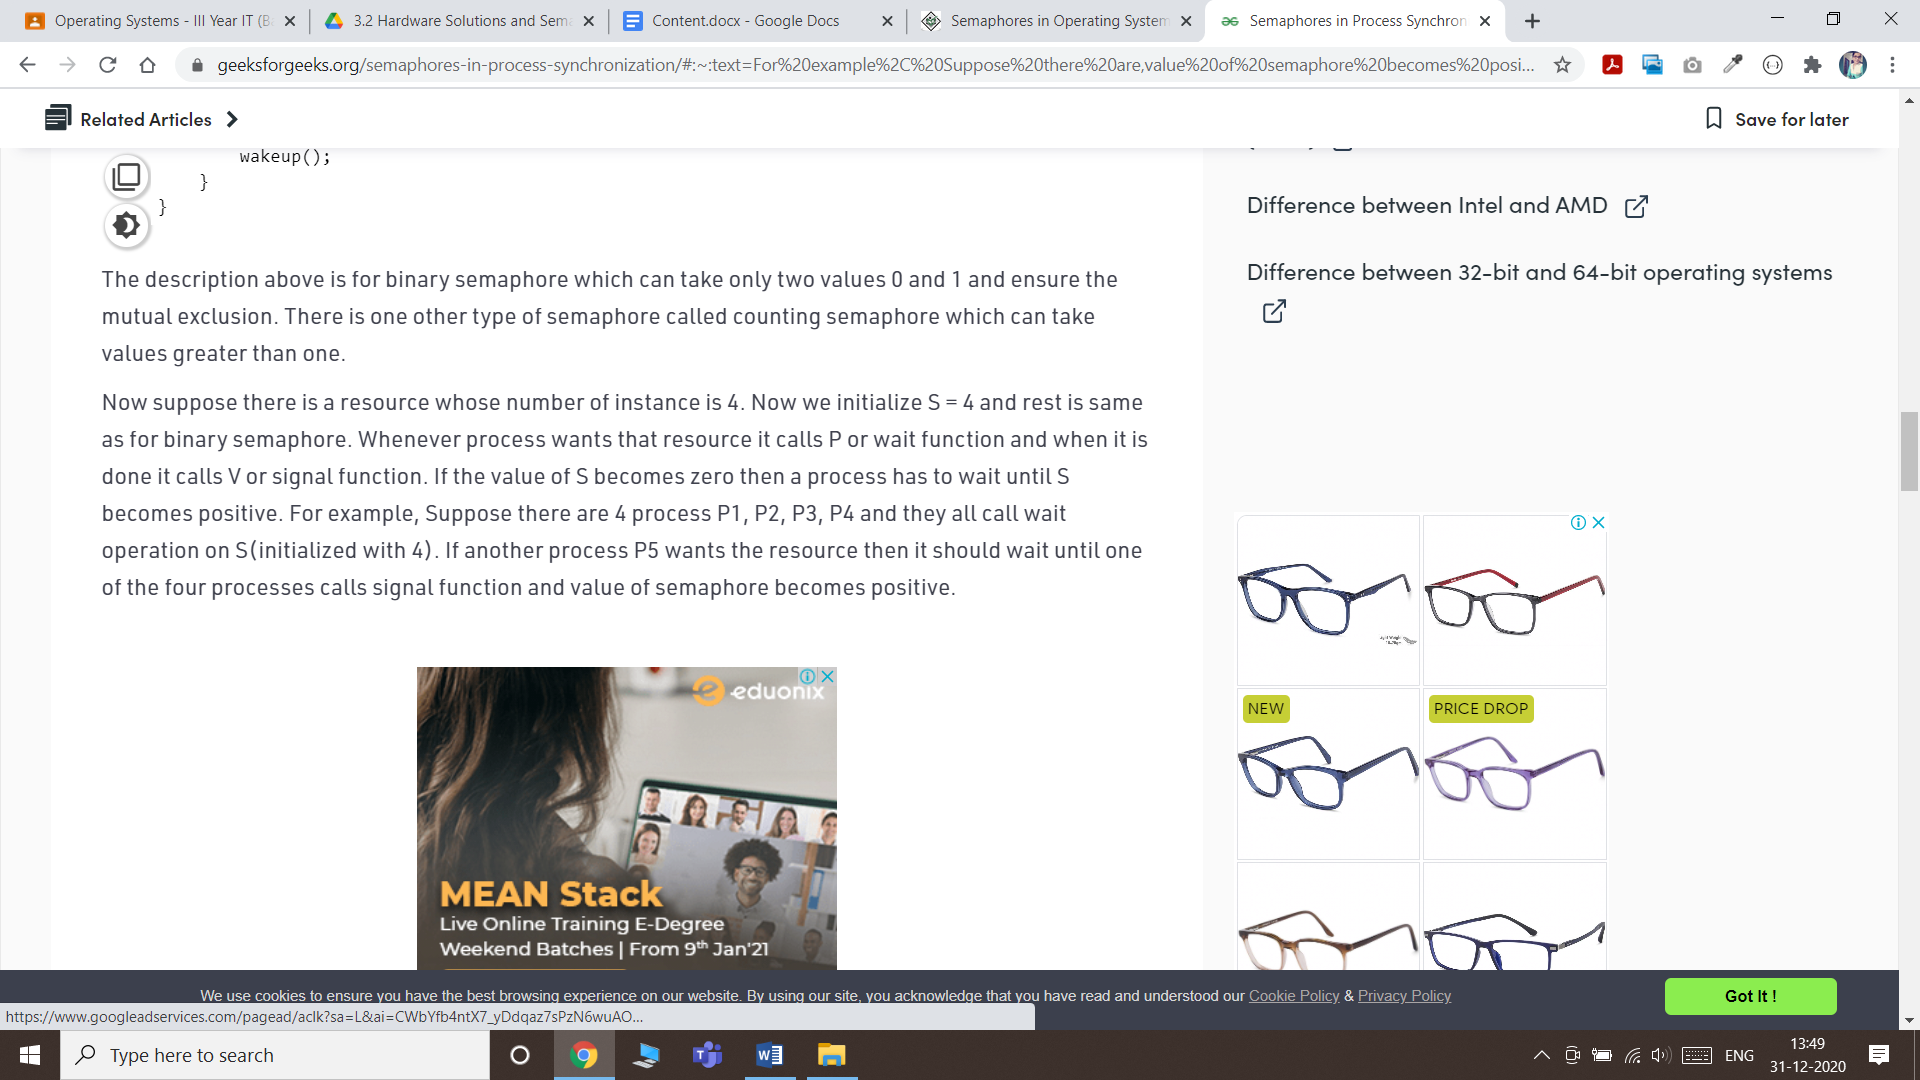 Operating Systems - III Year IT (B
3.2 Hardware Solutions and Sem
Content.docx - Google Docs
Semaphores in Operating System
Semaphores in Process Synchron
geeksforgeeks.org/semaphores-in-process-synchronization/#:~:text=For%20example%2C%20Suppose%20there%20are,value%20of%20semaphore%20becomes%20posi...
Related Articles
Save for later
wakeup();
}
}
Difference between Intel and AMD
Difference between 32-bit and 64-bit operating systems
The description above is for binary semaphore which can take only two values 0 and 1 and ensure the
mutual exclusion. There is one other type of semaphore called counting semaphore which can take
values greater than one.
Now suppose there is a resource whose number of instance is 4. Now we initialize S = 4 and rest is same
as for binary semaphore. Whenever process wants that resource it calls P or wait function and when it is
done it calls V or signal function. If the value of S becomes zero then a process has to wait until S
becomes positive. For example, Suppose there are 4 process P1, P2, P3, P4 and they all call wait
operation on S(initialized with 4). If another process P5 wants the resource then it should wait until one
of the four processes calls signal function and value of semaphore becomes positive.
eduonix
MEAN Stack
Live Online Training E-Degree
Weekend Batches | From 9th Jan'21
NEW
PRICE DROP
We use cookies to ensure you have the best browsing experience on our website. By using our site, you acknowledge that you have read and understood our Cookie Policy & Privacy Policy
Got It !
https://www.googleadservices.com/pagead/aclk?sa=L&ai=CWbYfb4ntX7_yDdqaz7sPzN6wuAO...
Type here to search
ENG
13:49
31-12-2020